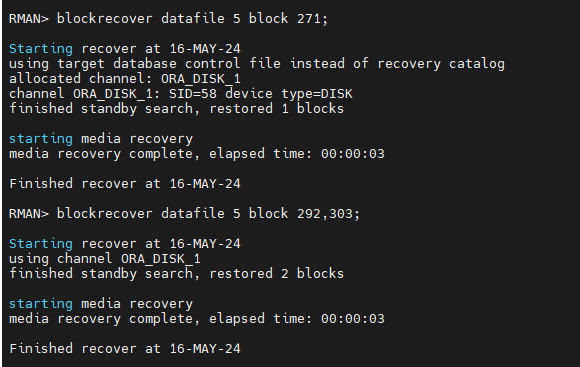 RMAN> blockrecover datafile 5 block 271;
Starting recover at 16-MAY-24
using target database control file instead of recovery catalog
allocated channel: ORA_DISK_1
channel ORA_DISK_1: SID=58 device type=DISK
finished standby search, restored 1 blocks
starting media recovery
media recovery complete, elapsed time: 00:00:03
Finished recover at 16-MAY-24
RMAN> blockrecover datafile 5 block 292,303;
Starting recover at 16-MAY-24
using channel ORA_DISK_1
finished standby search, restored 2 blocks
starting media recovery
media recovery complete, elapsed time: 00:00:03
Finished recover at 16-MAY-24